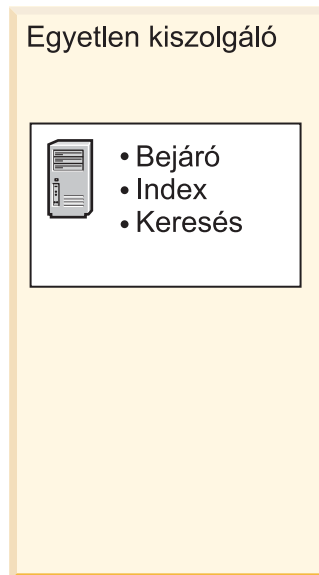 Egyetlen kiszolgáló
• Bejáró
• Index
• Keresés